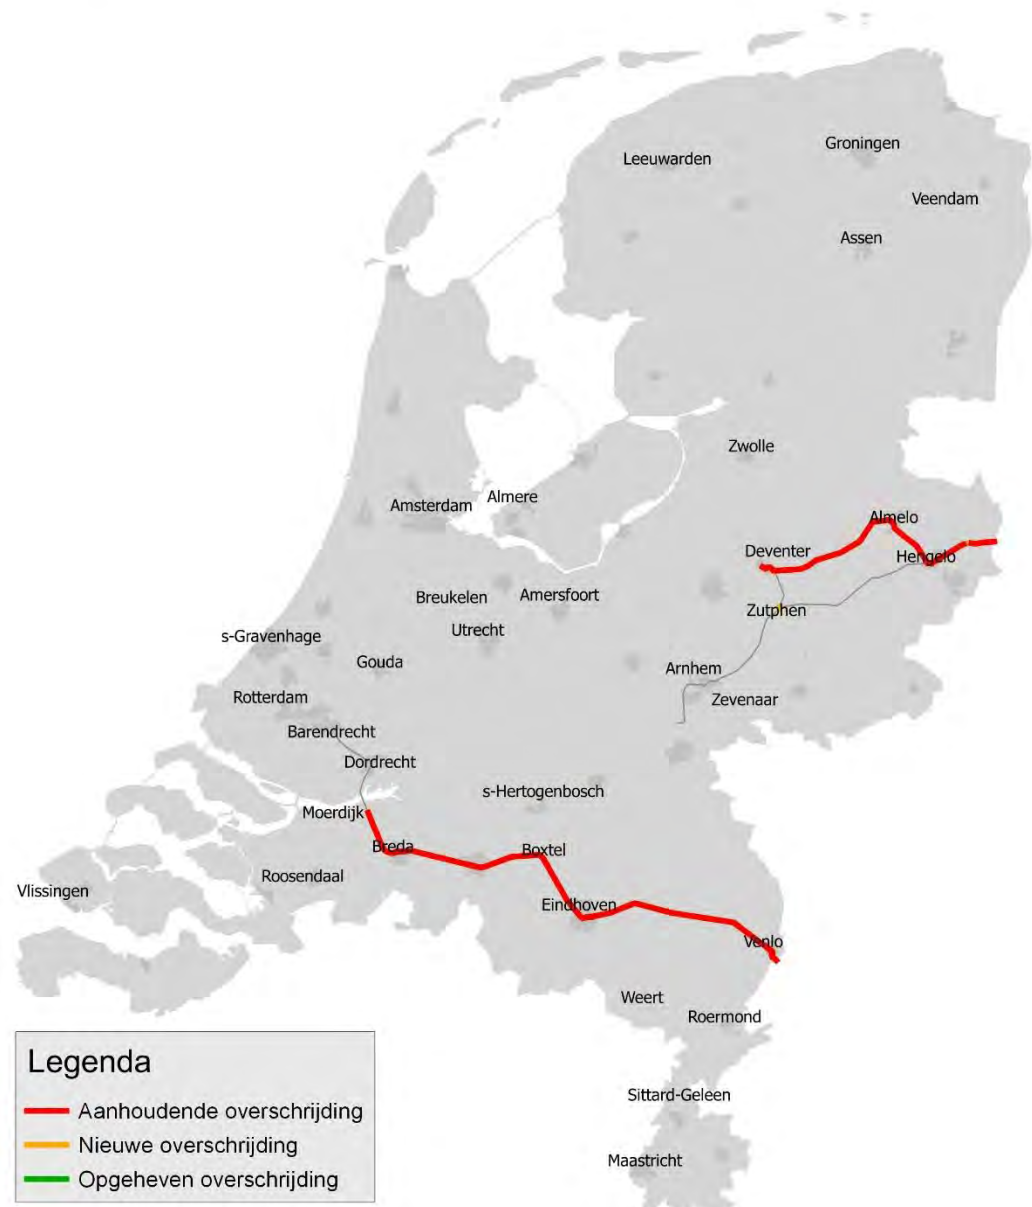 Groningen
Leeuwarden
Veendam
Assen
Zwolle
Almere
Amsterdam
Almelo
Deventer
Hengelo
Breukelen
Amersfoort
Zutphen
Utrecht
s-Gravenhage
Gouda
Arnhem
Rotterdam
Zevenaar
Barendrecht
Dordrecht
s-Hertogenbosch
Moerdijk
Breda
Boxtel
Roosendaal
Vlissingen
Eindhoven
Venlo
Weert
Roermond
Sittard-Geleen
Maastricht
Legenda
Aanhoudende overschrijding
Nieuwe overschrijding
Opgeheven overschrijding